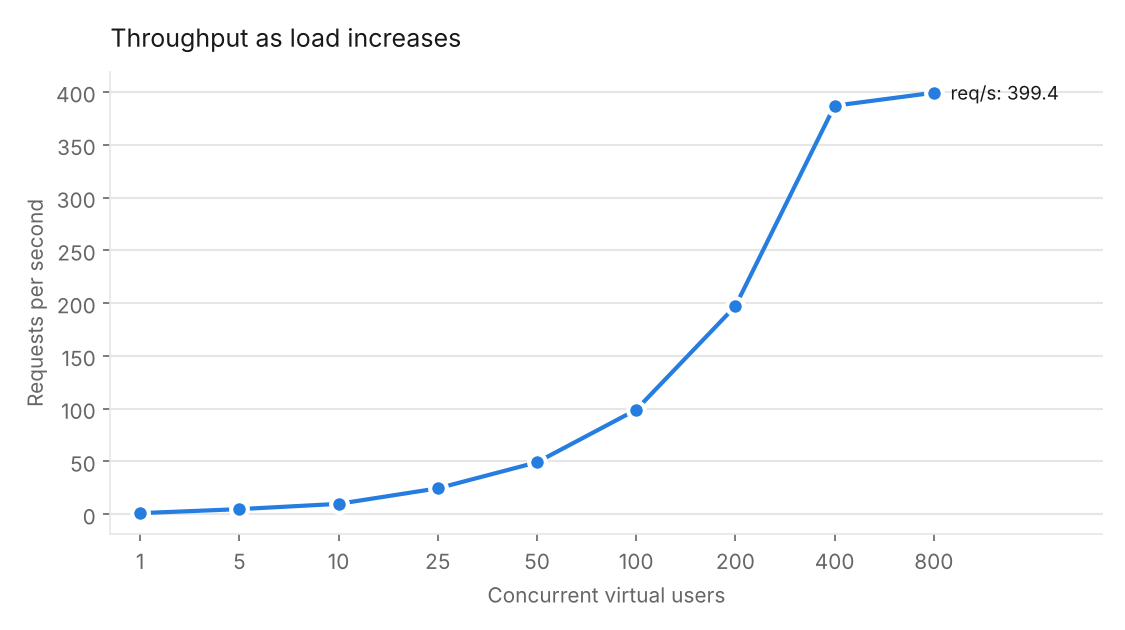 Throughput as load increases
400
350
300
250
200
150
100
50
0
Requests per second
req/s: 399.4
1 5 10 25 50 100 200 400 800
Concurrent virtual users